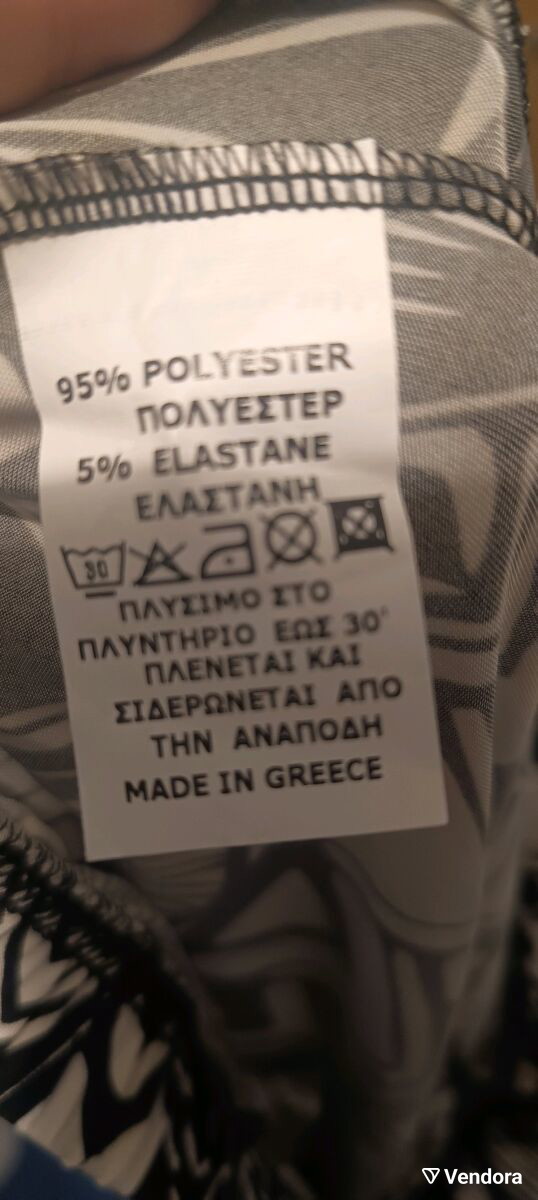 95% POLYESTER
ΠΟΛΥΕΣΤΕΡ
5% ELASTANE
ΕΛΑΣΤΑΝΗ
30
ΠΛΥΣΙΜΟ ΣΤΟ
ΠΛΥΝΤΗΡΙΟ ΕΩΣ 30°
ΠΛΕΝΕΤΑΙ ΚΑΙ
ΣΙΔΕΡΩΝΕΤΑΙ ΑΠΟ
ΤΗΝ ΑΝΑΠΟΔΗ
MADE IN GREECE
Vendora